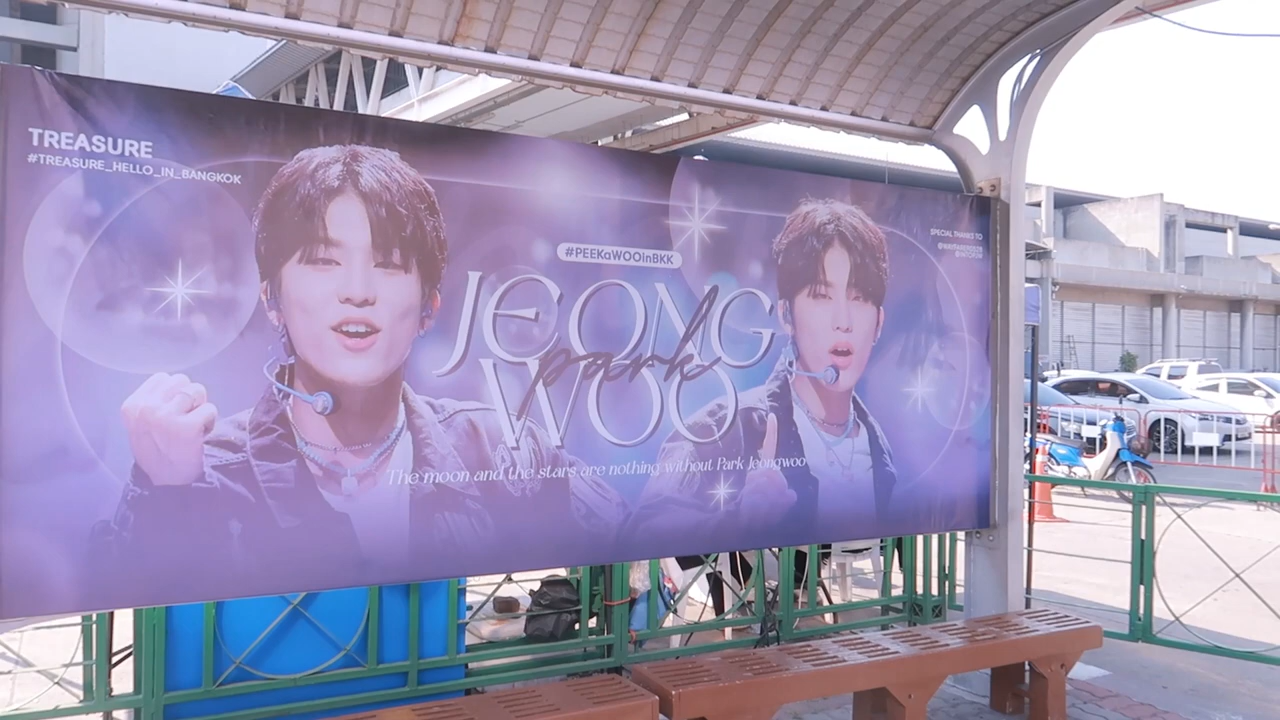 TREASURE
#TREASURE_HELLO_IN_BANGKOK
#PEEKaWOOinBKK
JEONG
park
WOO
The moon and the stars are nothing without Park Jeongwoo
SPECIAL THANKS TO